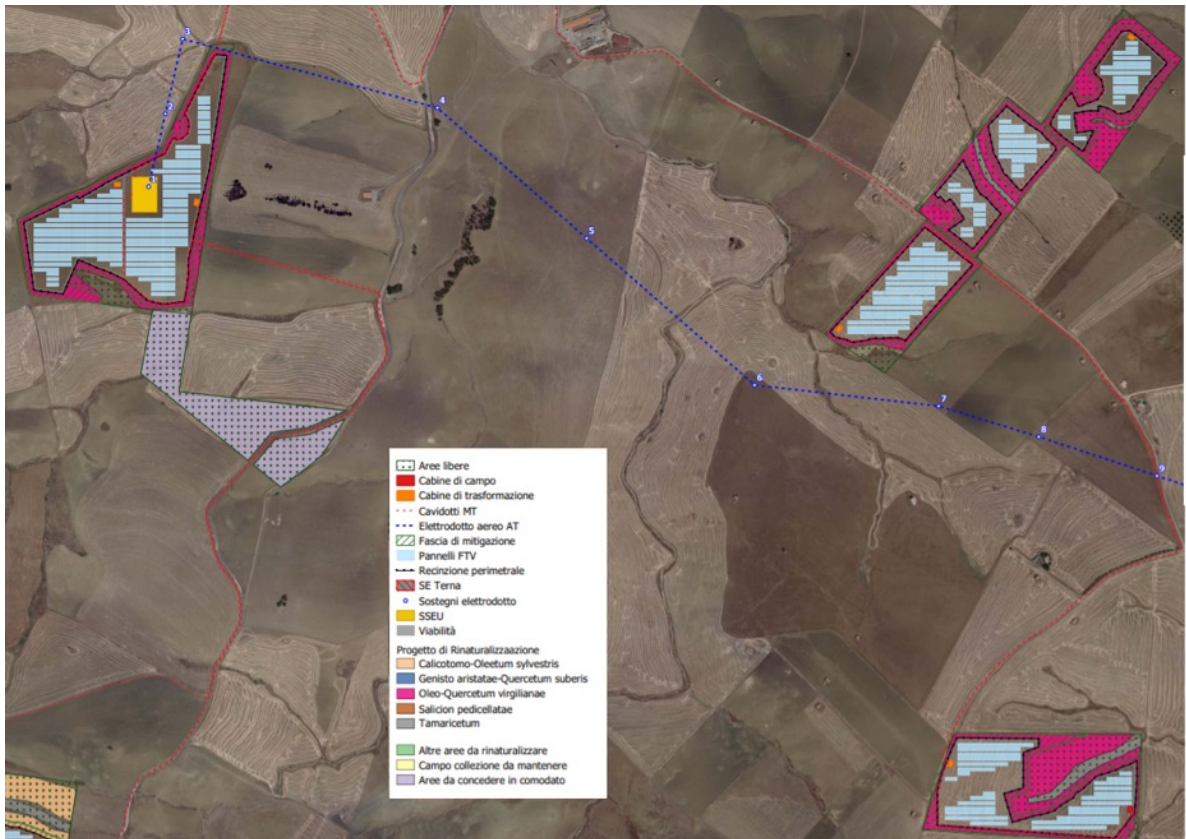 3
2
1
4
5
6
7
8
9
Aree libere
Cabine di campo
Cabine di trasformazione
Cavidotti MT
Elettrodotto aereo AT
Fascia di mitigazione
Pannelli FTV
Recinzione perimetrale
SE Terna
Sostegni elettrodotto
SSEU
Viabilità
Progetto di Rinaturalizzaazione
Calicotomo-Oleetum sylvestris
Genisto aristatae-Quercetum suberis
Oleo-Quercetum virgilianae
Salicion pedicellatae
Tamaricetum
Altre aree da rinaturalizzare
Campo collezione da mantenere
Aree da concedere in comodato